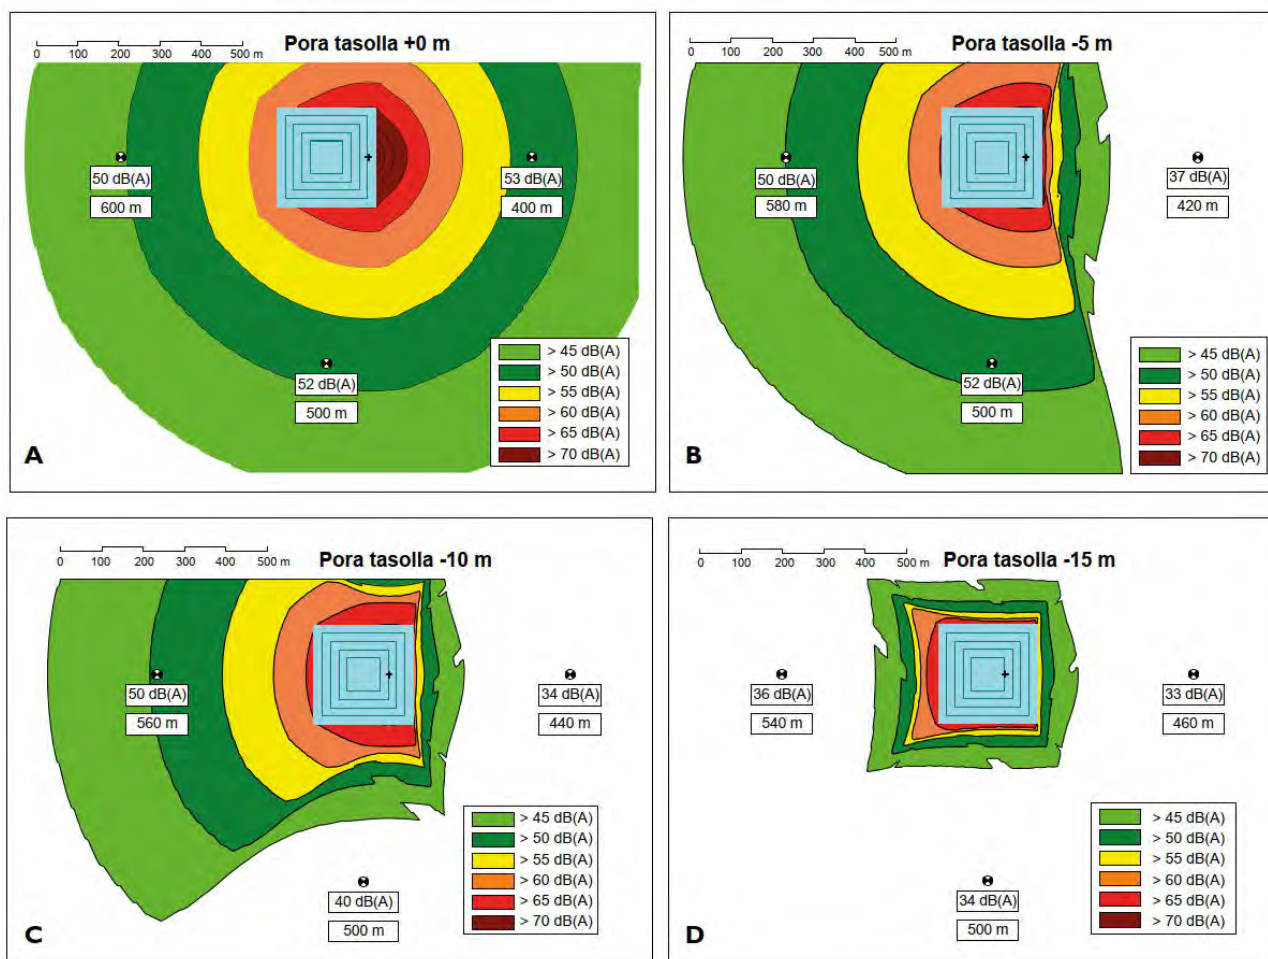 Pora tasolla +0 m
0 100 200 300 400 500 m
50 dB(A)
600 m
53 dB(A)
400 m
52 dB(A)
500 m
> 45 dB(A)
> 50 dB(A)
> 55 dB(A)
> 60 dB(A)
> 65 dB(A)
> 70 dB(A)
A
Pora tasolla -5 m
0 100 200 300 400 500 m
50 dB(A)
580 m
37 dB(A)
420 m
52 dB(A)
500 m
> 45 dB(A)
> 50 dB(A)
> 55 dB(A)
> 60 dB(A)
> 65 dB(A)
> 70 dB(A)
B
Pora tasolla -10 m
0 100 200 300 400 500 m
50 dB(A)
560 m
34 dB(A)
440 m
40 dB(A)
500 m
> 45 dB(A)
> 50 dB(A)
> 55 dB(A)
> 60 dB(A)
> 65 dB(A)
> 70 dB(A)
C
Pora tasolla -15 m
0 100 200 300 400 500 m
36 dB(A)
540 m
33 dB(A)
460 m
34 dB(A)
500 m
> 45 dB(A)
> 50 dB(A)
> 55 dB(A)
> 60 dB(A)
> 65 dB(A)
> 70 dB(A)
D